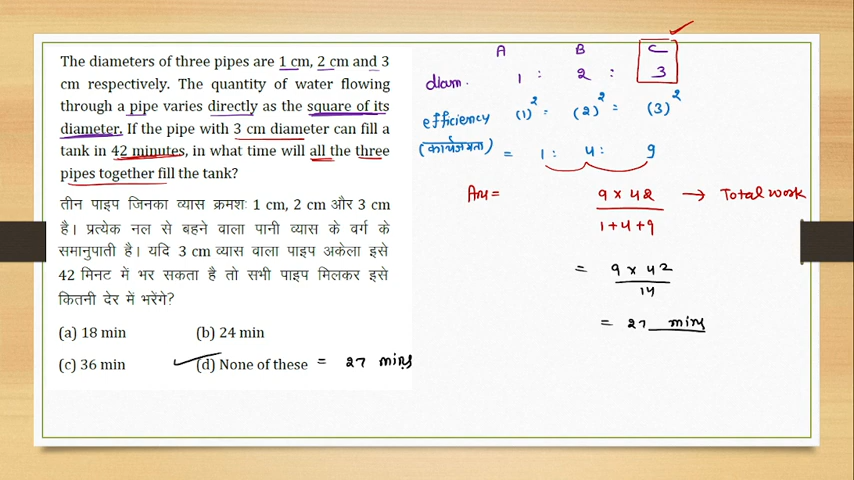 The diameters of three pipes are 1 cm, 2 cm and 3
cm respectively. The quantity of water flowing
through a pipe varies directly as the square of its
diameter. If the pipe with 3 cm diameter can fill a
tank in 42 minutes, in what time will all the three
pipes together fill the tank?
तीन पाइप जिनका व्यास क्रमशः 1 cm, 2 cm और 3 cm
है। प्रत्येक नल से बहने वाला पानी व्यास के वर्ग के
समानुपाती है। यदि 3 cm व्यास वाला पाइप अकेला इसे
42 मिनट में भर सकता है तो सभी पाइप मिलकर इसे
कितनी देर में भरेंगे?
(a) 18 min (b) 24 min
(c) 36 min (d) None of these = 27 mins
A B C
diam. 1 : 2 : 3
efficiency (1)² : (2)² : (3)²
(कार्यक्षमता) = 1 : 4 : 9
Ans = 9 × 42 → Total work
1+4+9
= 9 × 42
14
= 27 mins